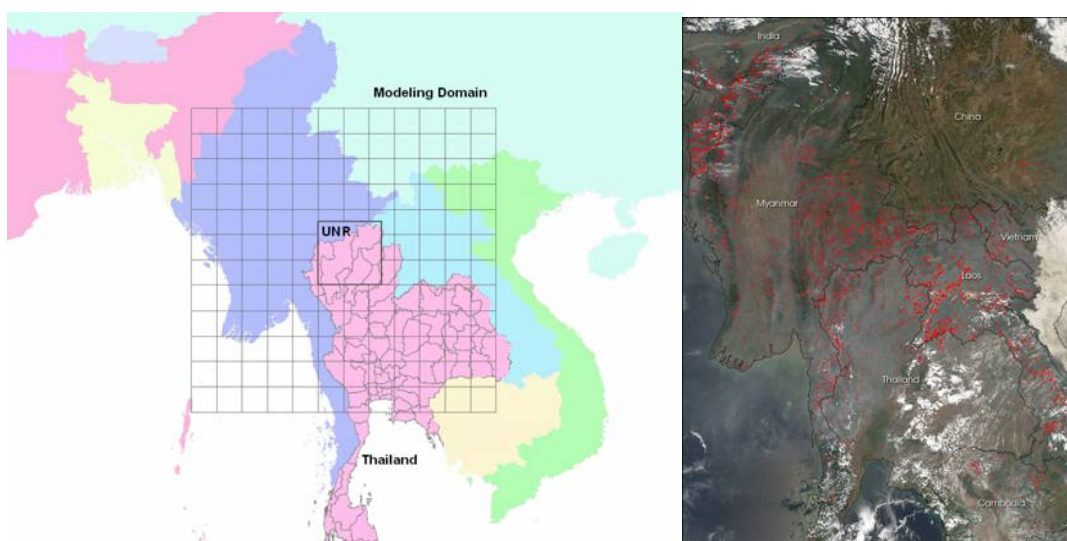 Modeling Domain
UNR
Thailand
India
China
Myanmar
Vietnam
Laos
Thailand
Cambodia